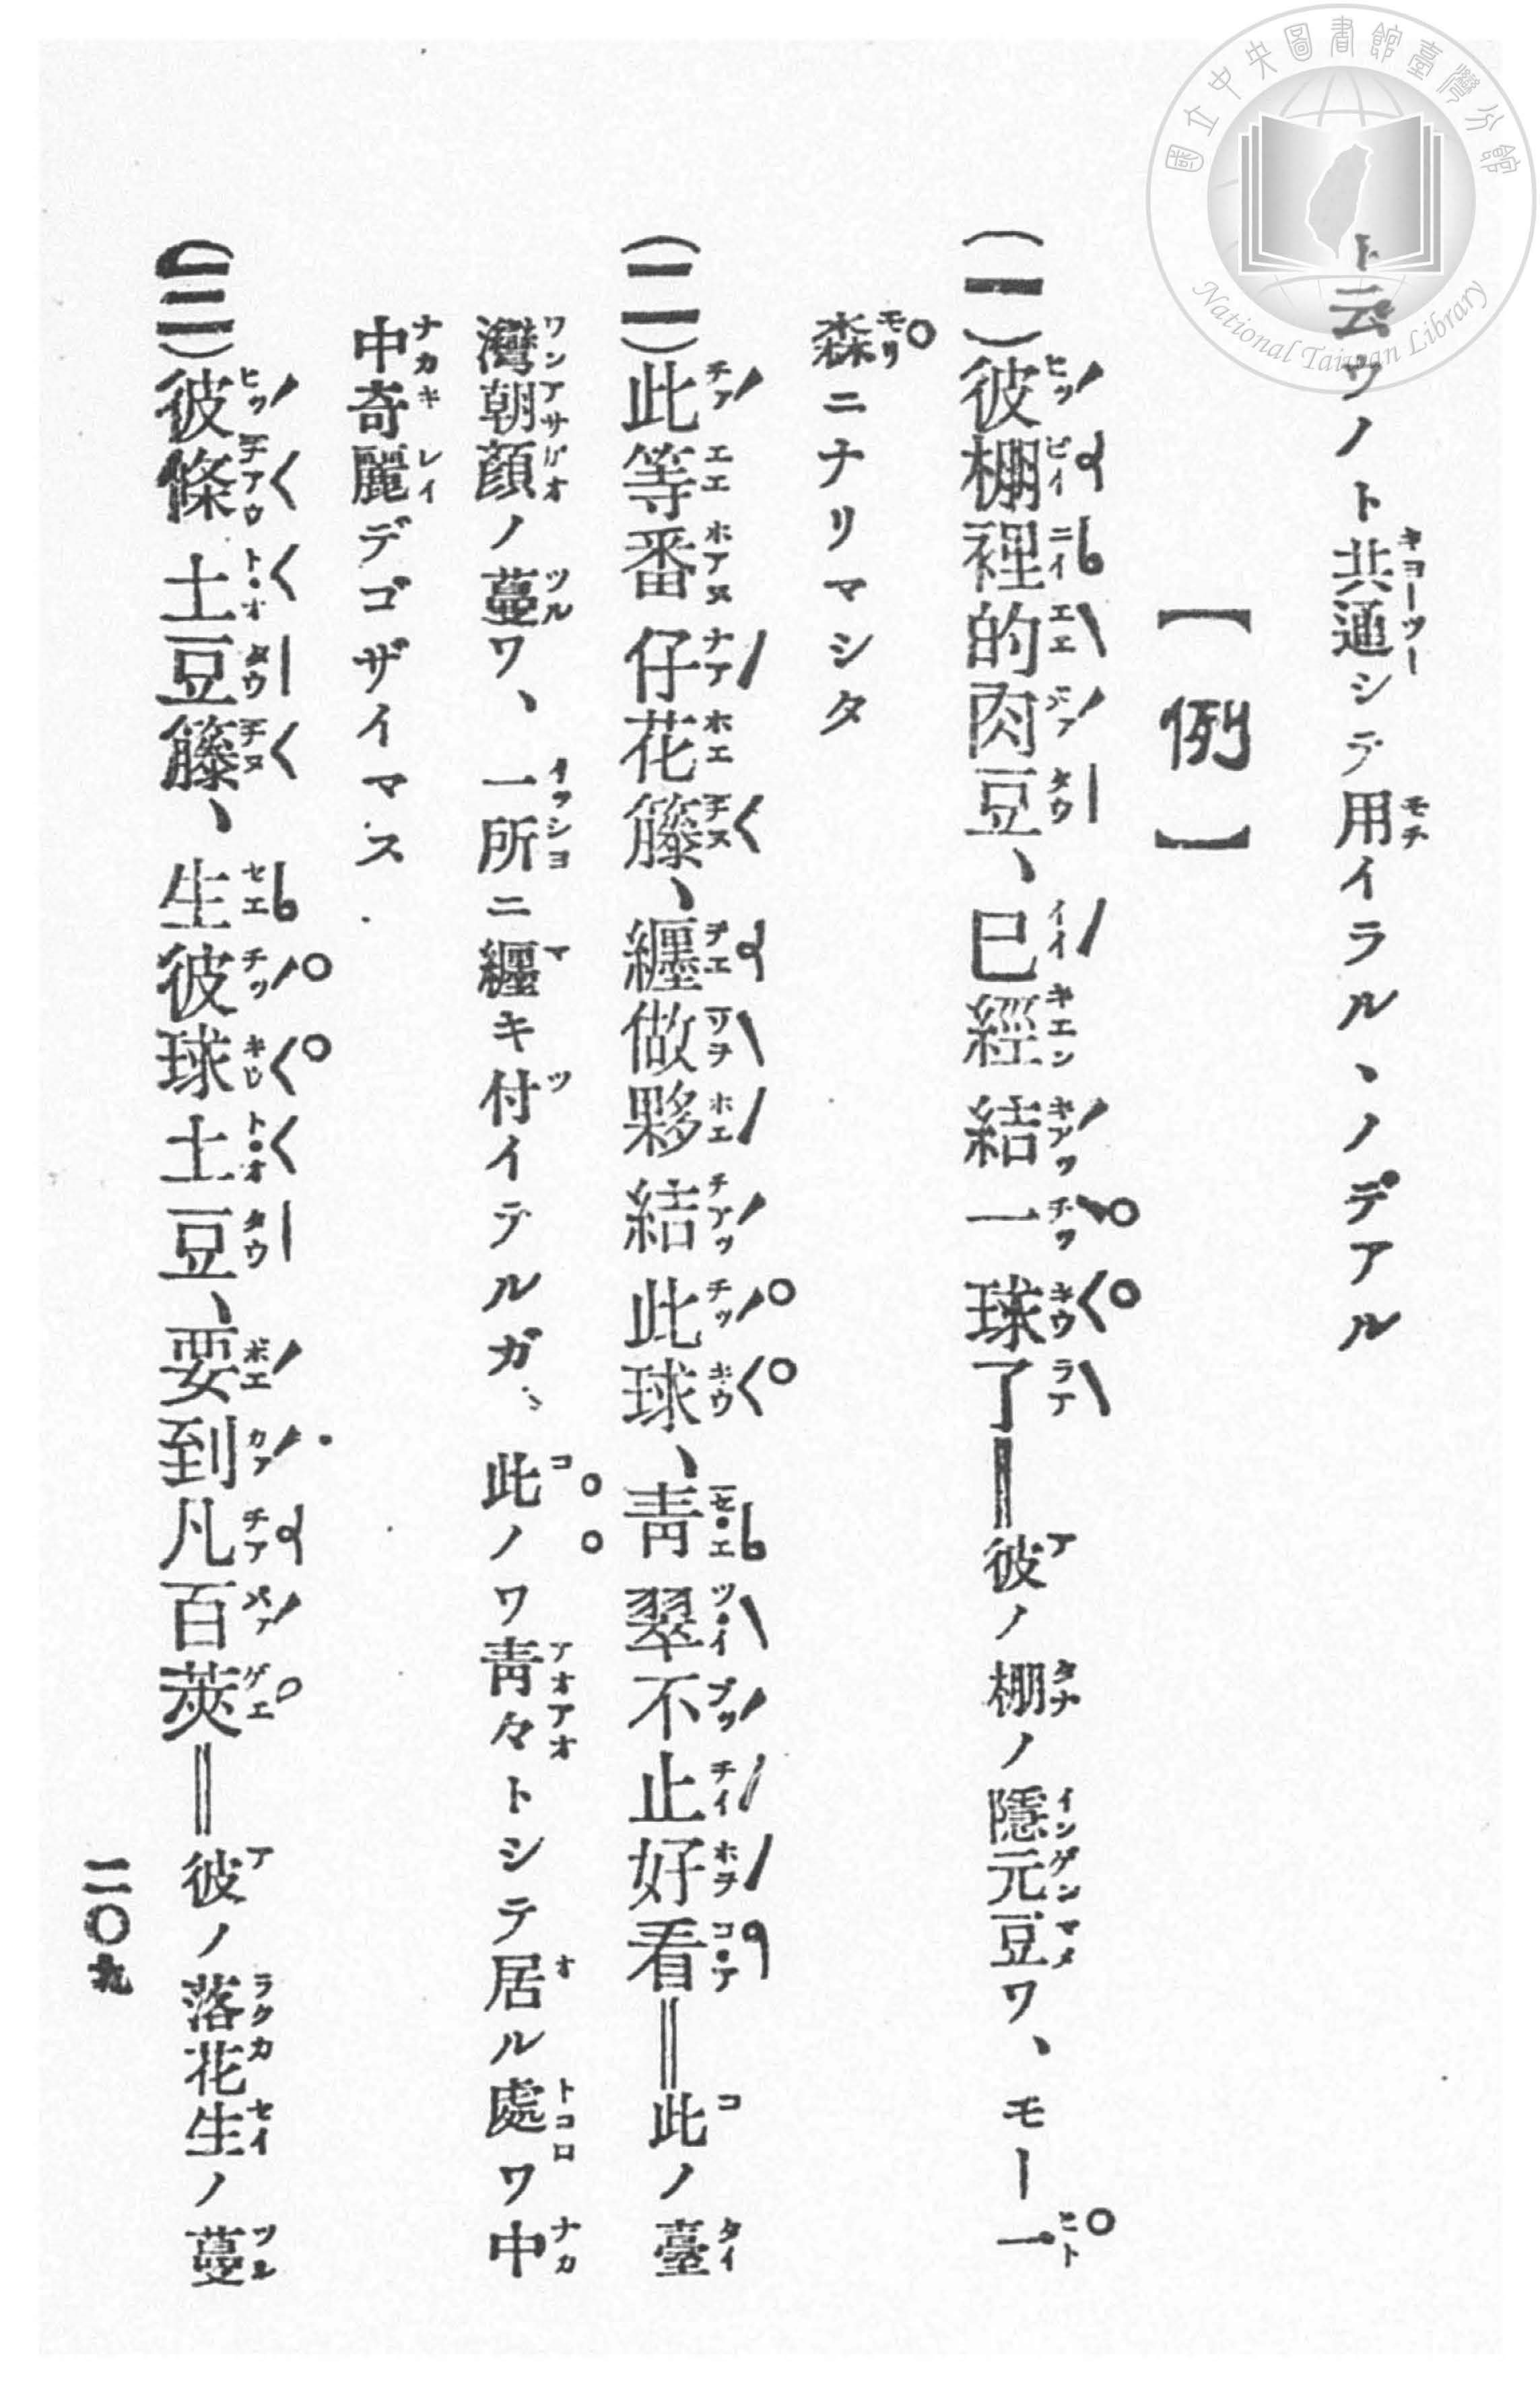 ト云ウノト共通シテ用イラルヽノデアル
【例】
(一)彼棚裡的肉豆、已經結一球了＝彼ノ棚ノ隱元豆ワ、モー一
森ニナリマシタ
(二)此等番仔花籐、纏做夥結此球、靑翠不止好看＝此ノ臺
灣朝顏ノ蔓ワ、一所ニ纏キ付イテルガ、此ノワ靑々トシテ居ル處ワ中
中奇麗デゴザイマス
(三)彼條土豆籐、生彼球土豆、要到凡百莢＝彼ノ落花生ノ蔓
二〇九
國立中央圖書館臺灣分館
National Taiwan Library